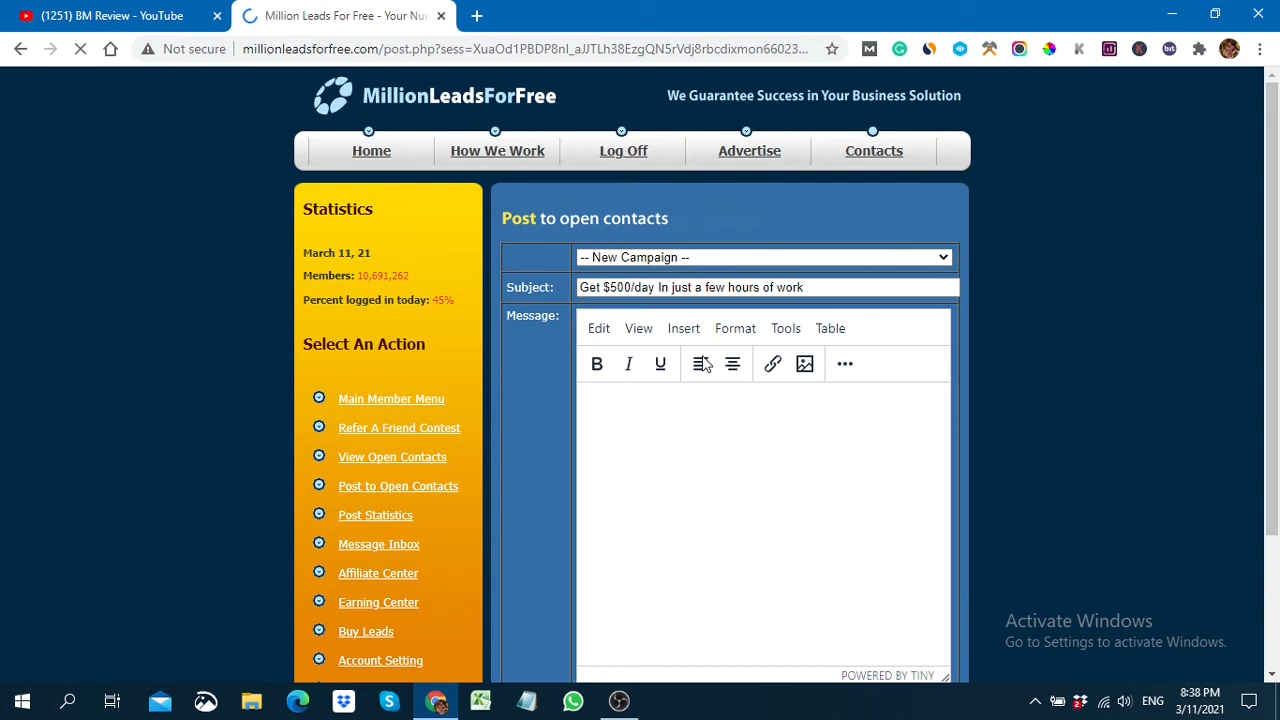 (1251) BM Review - YouTube
Million Leads For Free - Your Nu
Not secure
millionleadsforfree.com/post.php?sess=XuaOd1PBDP8nI_aJJTLh38EzgQN5rVdj8rbcdixmn66023...
MillionLeadsForFree
We Guarantee Success in Your Business Solution
Home
How We Work
Log Off
Advertise
Contacts
Statistics
March 11, 21
Members: 10,691,262
Percent logged in today: 45%
Select An Action
Main Member Menu
Refer A Friend Contest
View Open Contacts
Post to Open Contacts
Post Statistics
Message Inbox
Affiliate Center
Earning Center
Buy Leads
Account Setting
Post to open contacts
-- New Campaign --
Subject:
Get $500/day In just a few hours of work
Message:
Edit View Insert Format Tools Table
B I U
POWERED BY TINY
Activate Windows
Go to Settings to activate Windows.
ENG
8:38 PM
3/11/2021